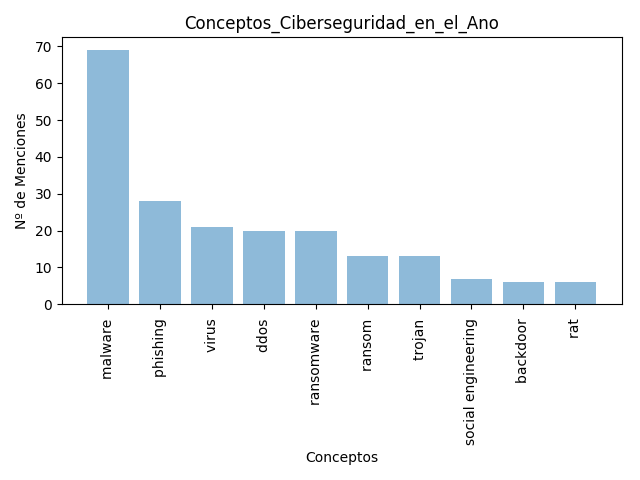 Conceptos_Ciberseguridad_en_el_Ano
Nº de Menciones
70
60
50
40
30
20
10
0
malware
phishing
virus
ddos
ransomware
ransom
trojan
social engineering
backdoor
rat
Conceptos